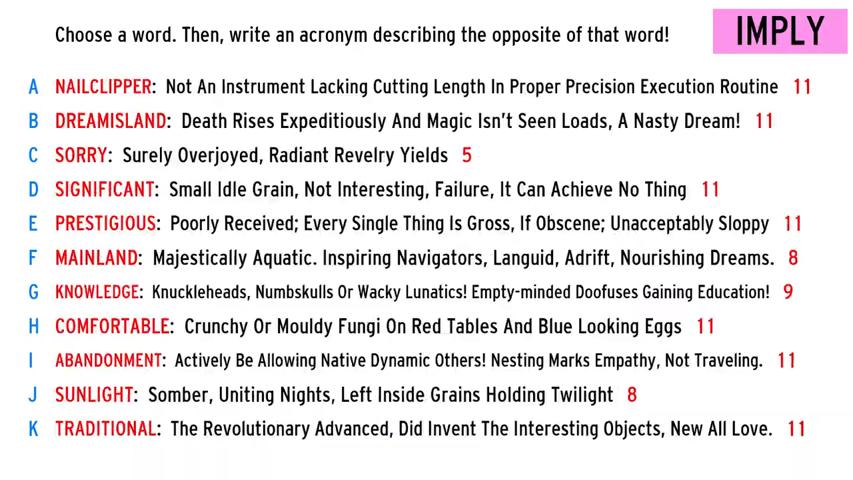 Choose a word. Then, write an acronym describing the opposite of that word!
IMPLY
A NAILCLIPPER: Not An Instrument Lacking Cutting Length In Proper Precision Execution Routine 11
B DREAMISLAND: Death Rises Expeditiously And Magic Isn't Seen Loads, A Nasty Dream! 11
C SORRY: Surely Overjoyed, Radiant Revelry Yields 5
D SIGNIFICANT: Small Idle Grain, Not Interesting, Failure, It Can Achieve No Thing 11
E PRESTIGIOUS: Poorly Received; Every Single Thing Is Gross, If Obscene; Unacceptably Sloppy 11
F MAINLAND: Majestically Aquatic. Inspiring Navigators, Languid, Adrift, Nourishing Dreams. 8
G KNOWLEDGE: Knuckleheads, Numbskulls Or Wacky Lunatics! Empty-minded Doofuses Gaining Education! 9
H COMFORTABLE: Crunchy Or Mouldy Fungi On Red Tables And Blue Looking Eggs 11
I ABANDONMENT: Actively Be Allowing Native Dynamic Others! Nesting Marks Empathy, Not Traveling. 11
J SUNLIGHT: Somber, Uniting Nights, Left Inside Grains Holding Twilight 8
K TRADITIONAL: The Revolutionary Advanced, Did Invent The Interesting Objects, New All Love. 11